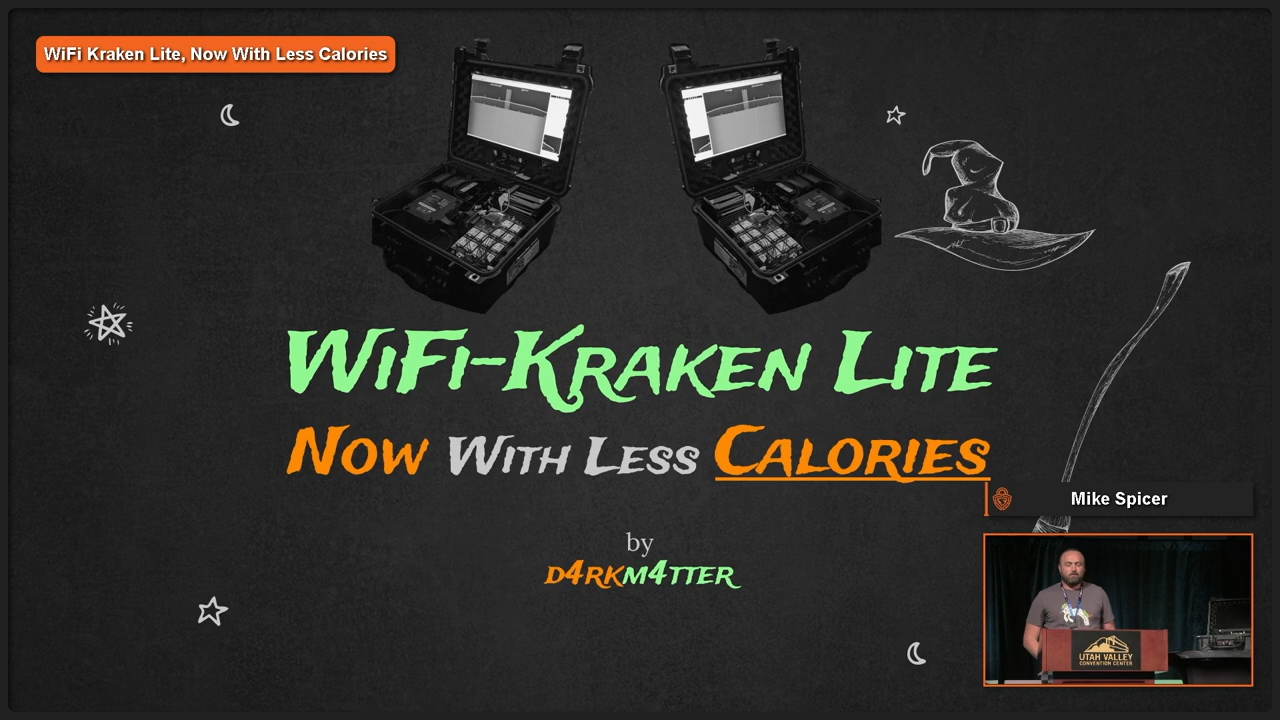 WiFi Kraken Lite, Now With Less Calories
WiFi-Kraken Lite
Now With Less Calories
by
d4rkm4tter
Mike Spicer
UTAH VALLEY
CONVENTION CENTER